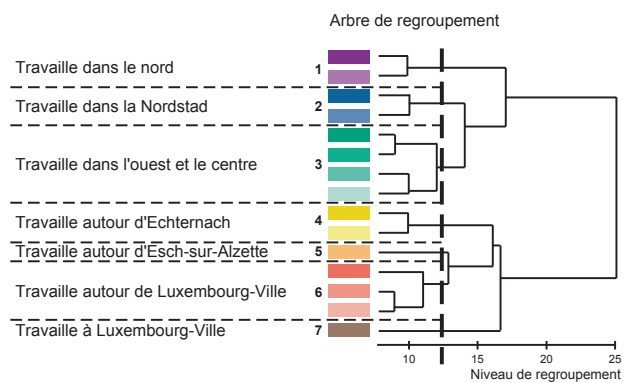 Arbre de regroupement
Travaille dans le nord 1
Travaille dans la Nordstad 2
Travaille dans l'ouest et le centre 3
Travaille autour d'Echternach 4
Travaille autour d'Esch-sur-Alzette 5
Travaille autour de Luxembourg-Ville 6
Travaille à Luxembourg-Ville 7
10 15 20 25
Niveau de regroupement